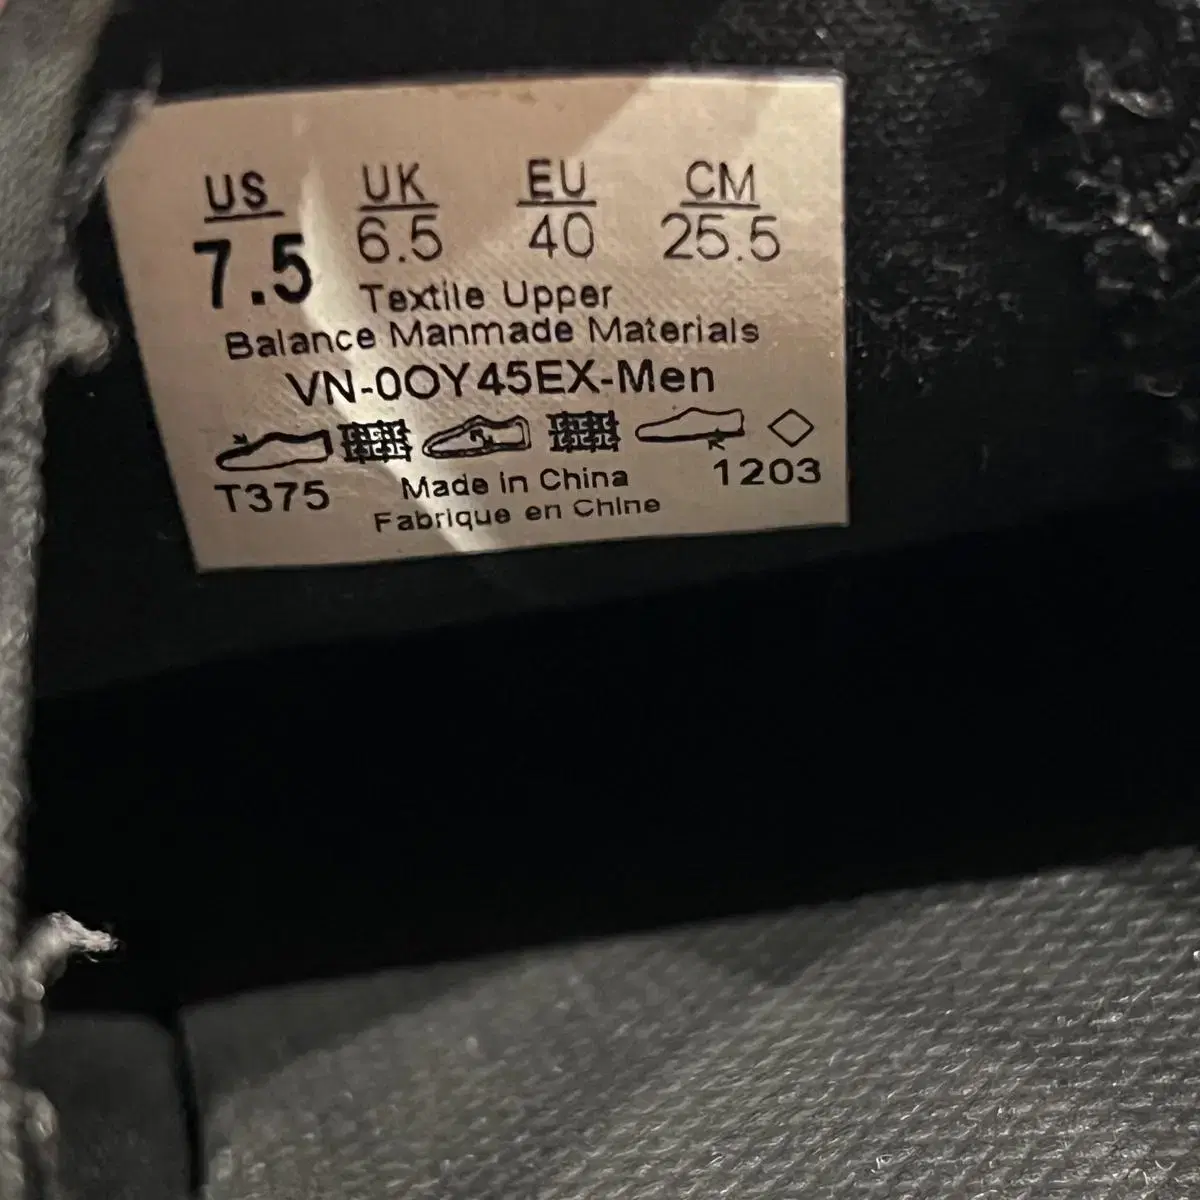 US UK EU CM
7.5 6.5 40 25.5
Textile Upper
Balance Manmade Materials
VN-0OY45EX-Men
T375 Made in China 1203
Fabrique en Chine